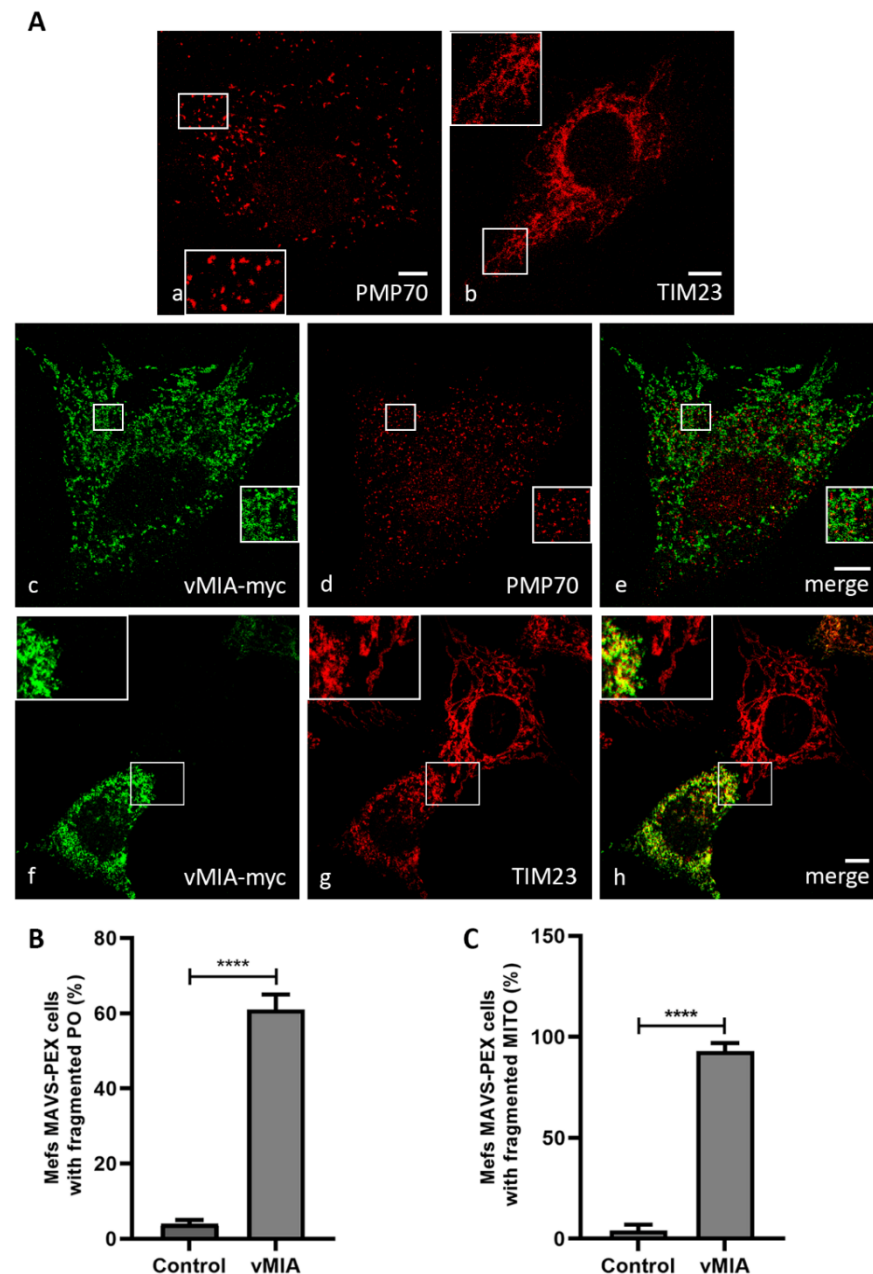 A
a PMP70
b TIM23
c vMIA-myc
d PMP70
e merge
f vMIA-myc
g TIM23
h merge
B
Mefs MAVS-PEX cells
with fragmented PO (%)
80
60
40
20
0
****
Control vMIA
C
Mefs MAVS-PEX cells
with fragmented MITO (%)
150
100
50
0
****
Control vMIA